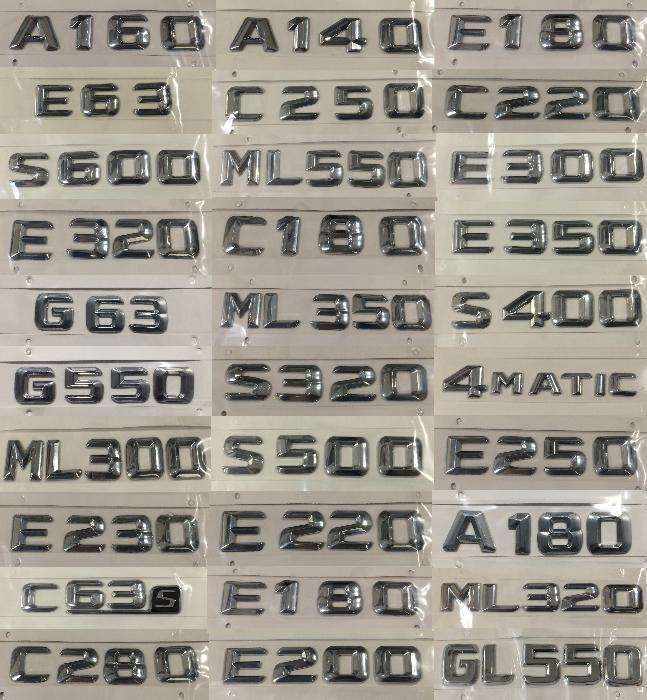 A160 A140 E180
E63 C250 C220
S600 ML550 E300
E320 C180 E350
G63 ML350 S400
G550 S320 4MATIC
ML300 S500 E250
E230 E220 A180
C63 S E180 ML320
C280 E200 GL550